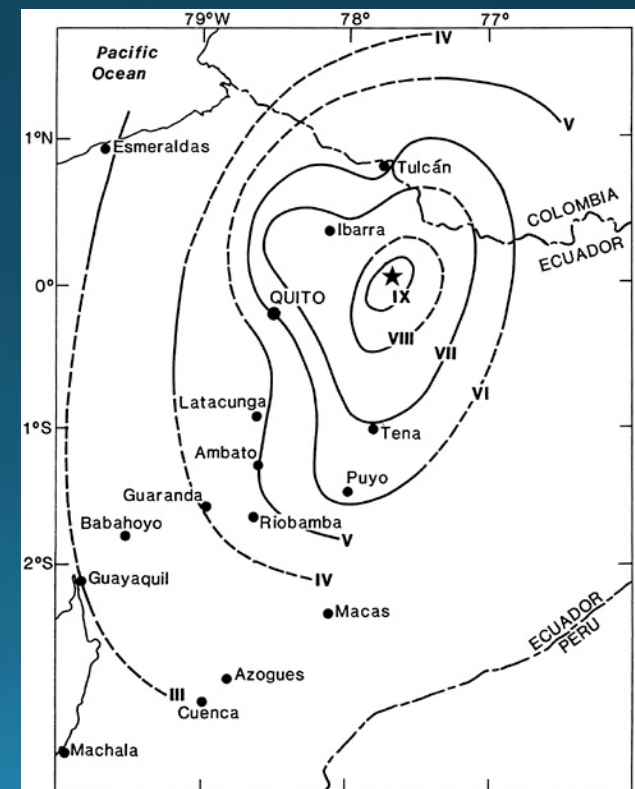 79°W
78°
77°
IV
Pacific
Ocean
V
1°N
Esmeraldas
Tulcán
COLOMBIA
ECUADOR
Ibarra
0°
QUITO
IX
VIII
VII
VI
Latacunga
1°S
Tena
Ambato
Puyo
Guaranda
Babahoyo
Riobamba
V
2°S
IV
Guayaquil
Macas
ECUADOR
PERU
Azogues
III
Cuenca
Machala